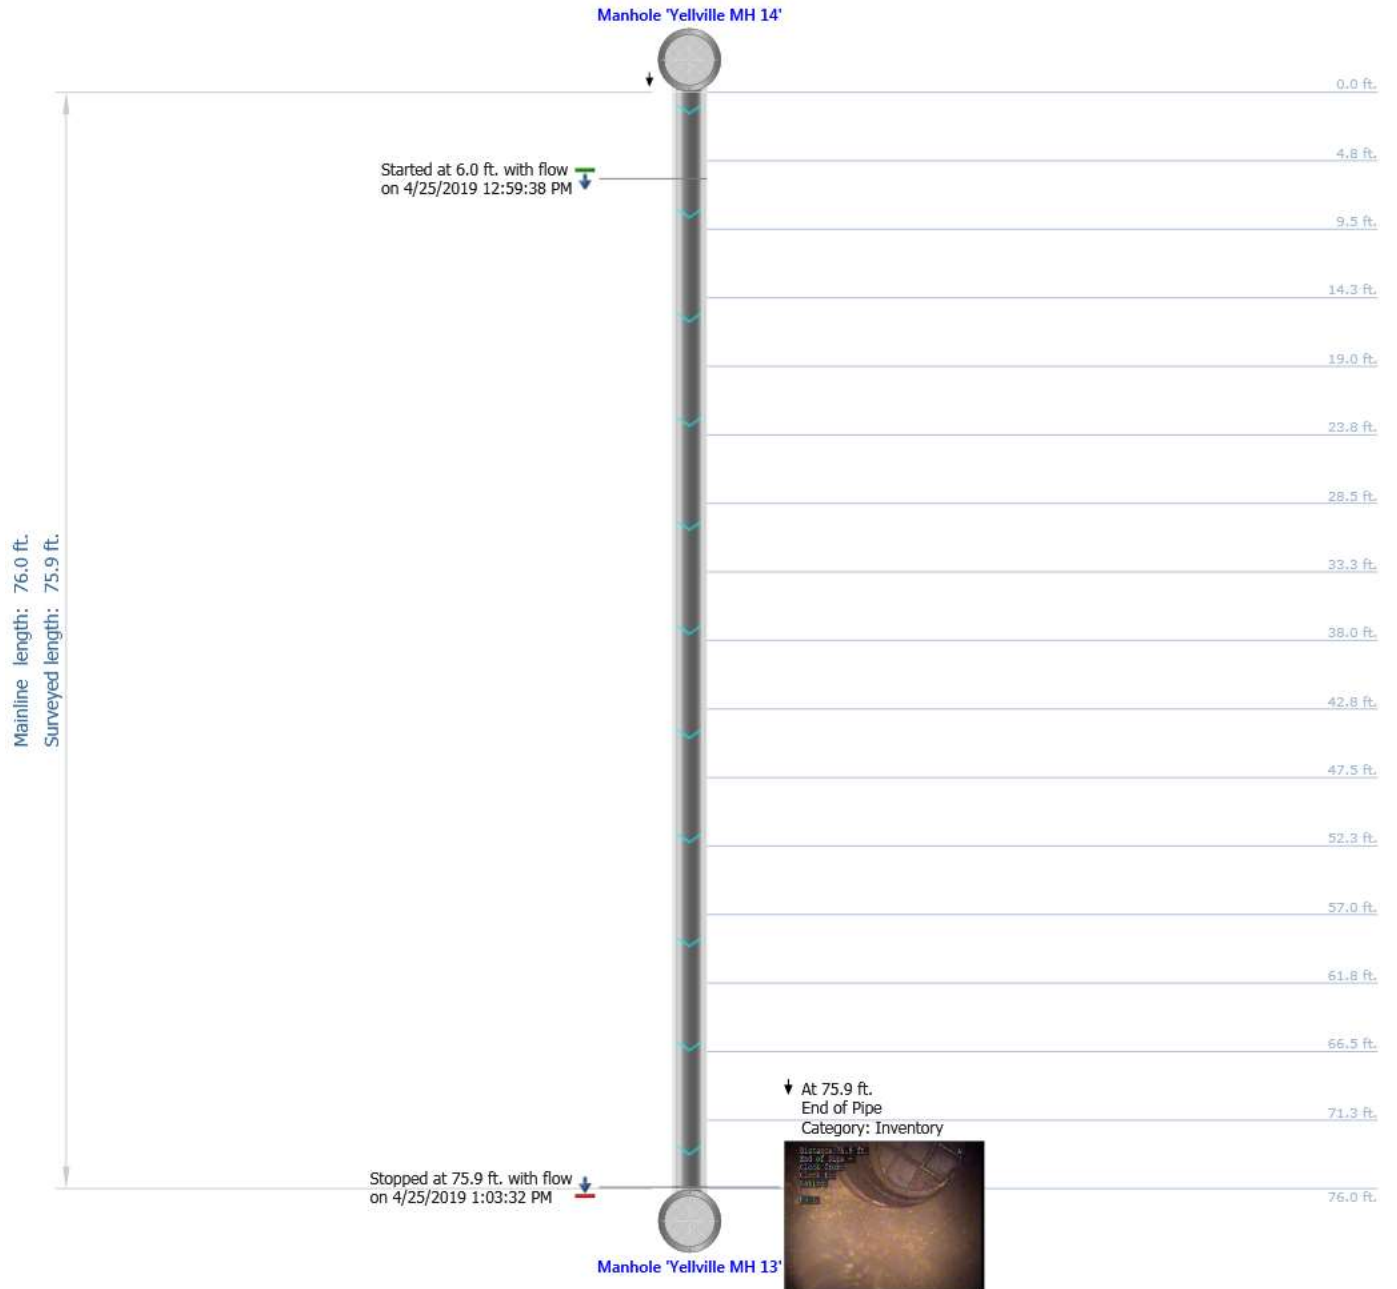 Manhole 'Yellville MH 14'
0.0 ft.
4.8 ft.
Started at 6.0 ft. with flow
on 4/25/2019 12:59:38 PM
9.5 ft.
14.3 ft.
19.0 ft.
23.8 ft.
28.5 ft.
33.3 ft.
Mainline length: 76.0 ft.
Surveyed length: 75.9 ft.
38.0 ft.
42.8 ft.
47.5 ft.
52.3 ft.
57.0 ft.
61.8 ft.
66.5 ft.
At 75.9 ft.
End of Pipe
Category: Inventory
71.3 ft.
Stopped at 75.9 ft. with flow
on 4/25/2019 1:03:32 PM
76.0 ft.
Manhole 'Yellville MH 13'